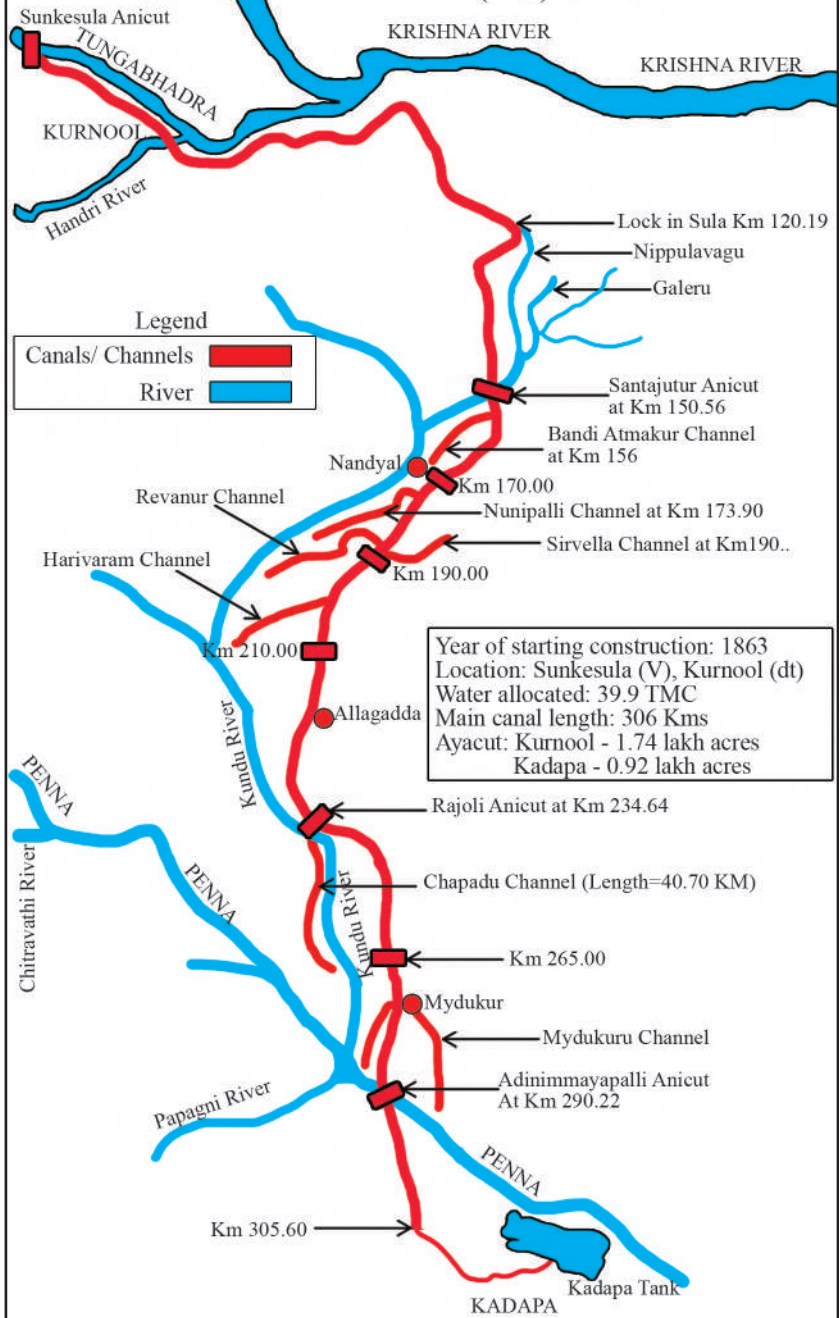 Sunkesula Anicut
KRISHNA RIVER
KRISHNA RIVER
TUNGABHADRA
KURNOOL
Handri River
Lock in Sula Km 120.19
Nippulavagu
Galeru
Legend
Canals/ Channels
River
Santajutur Anicut
at Km 150.56
Bandi Atmakur Channel
at Km 156
Nandyal
Km 170.00
Revanur Channel
Nunipalli Channel at Km 173.90
Sirvella Channel at Km190..
Harivaram Channel
Km 190.00
Km 210.00
Year of starting construction: 1863
Location: Sunkesula (V), Kurnool (dt)
Water allocated: 39.9 TMC
Main canal length: 306 Kms
Ayacut: Kurnool - 1.74 lakh acres
Kadapa - 0.92 lakh acres
Allagadda
Kundu River
PENNA
Rajoli Anicut at Km 234.64
Chitravathi River
PENNA
Chapadu Channel (Length=40.70 KM)
Kundu River
Km 265.00
Mydukur
Mydukuru Channel
Adinimmayapalli Anicut
At Km 290.22
Papagni River
PENNA
Km 305.60
Kadapa Tank
KADAPA